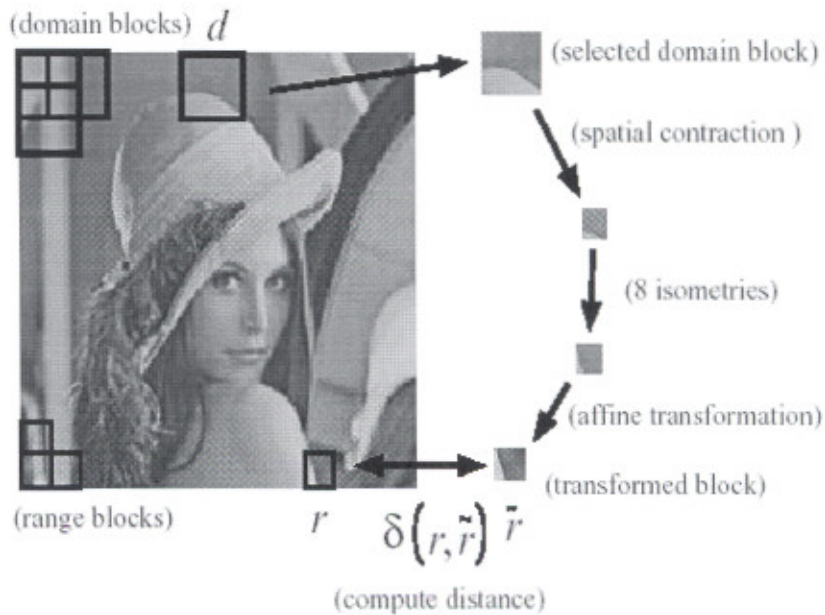 (domain blocks) d
(selected domain block)
(spatial contraction )
(8 isometries)
(affine transformation)
(transformed block)
(range blocks) r δ(r, r̃) r̃
(compute distance)